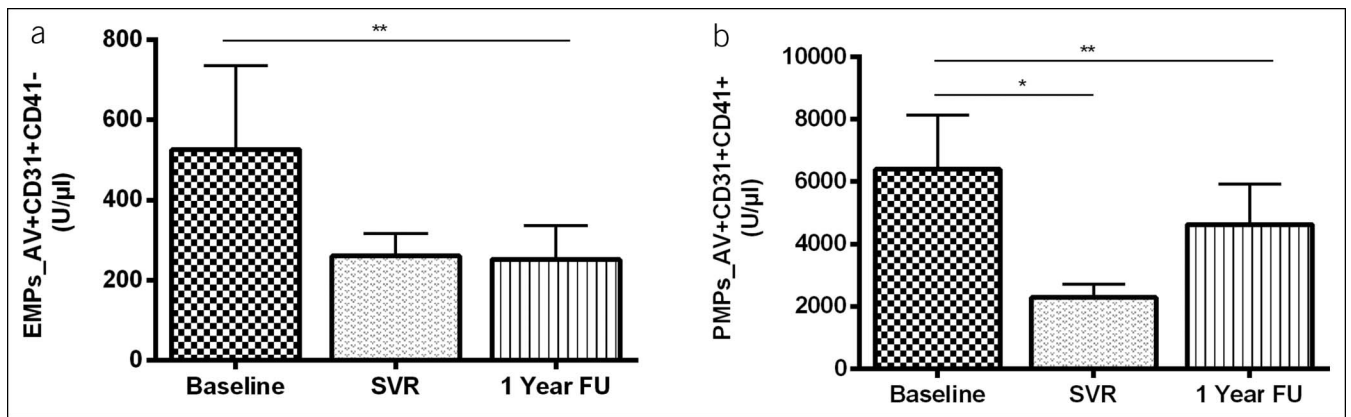 a
EMPs_AV+CD31+CD41-
(U/µl)
800
600
400
200
0
**
Baseline
SVR
1 Year FU
b
PMPs_AV+CD31+CD41+
(U/µl)
10000
8000
6000
4000
2000
0
**
*
Baseline
SVR
1 Year FU